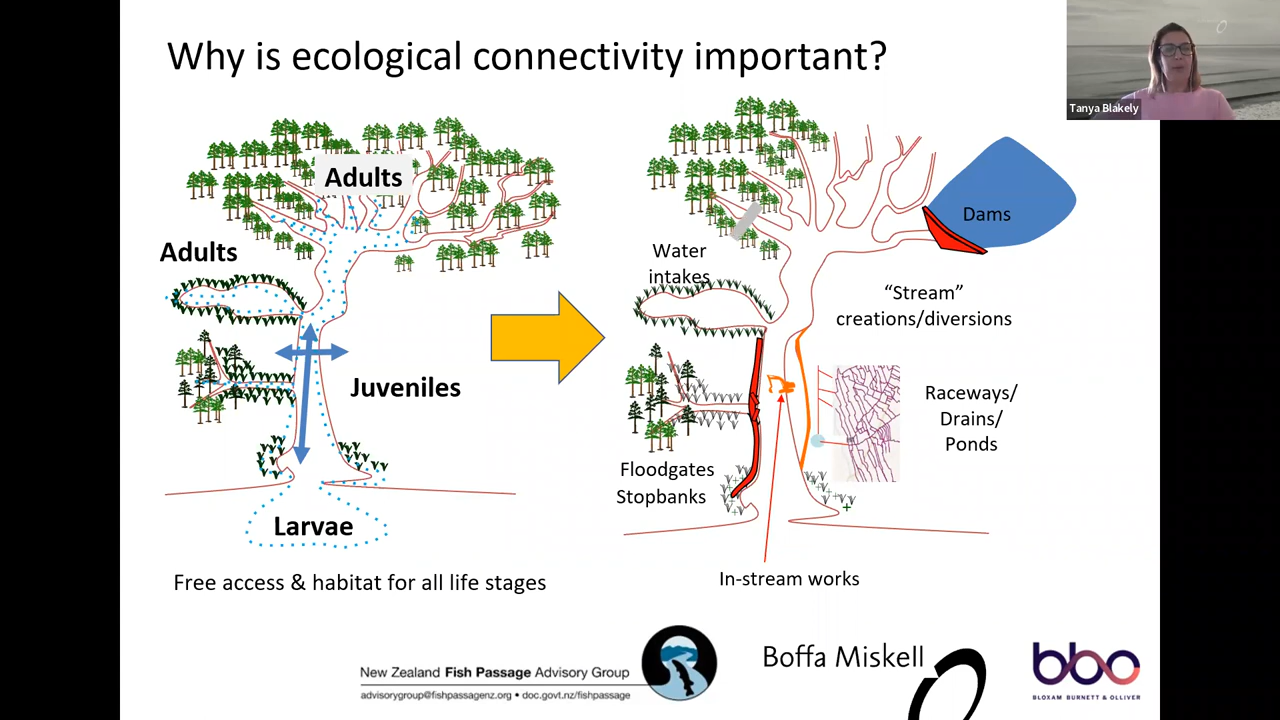 Why is ecological connectivity important?
Tanya Blakely
Adults
Adults
Juveniles
Larvae
Free access & habitat for all life stages
Water
intakes
Dams
“Stream”
creations/diversions
Raceways/
Drains/
Ponds
Floodgates
Stopbanks
In-stream works
New Zealand Fish Passage Advisory Group
advisorygroup@fishpassagenz.org • doc.govt.nz/fishpassage
Boffa Miskell
bbo
BLOXAM BURNETT & OLLIVER